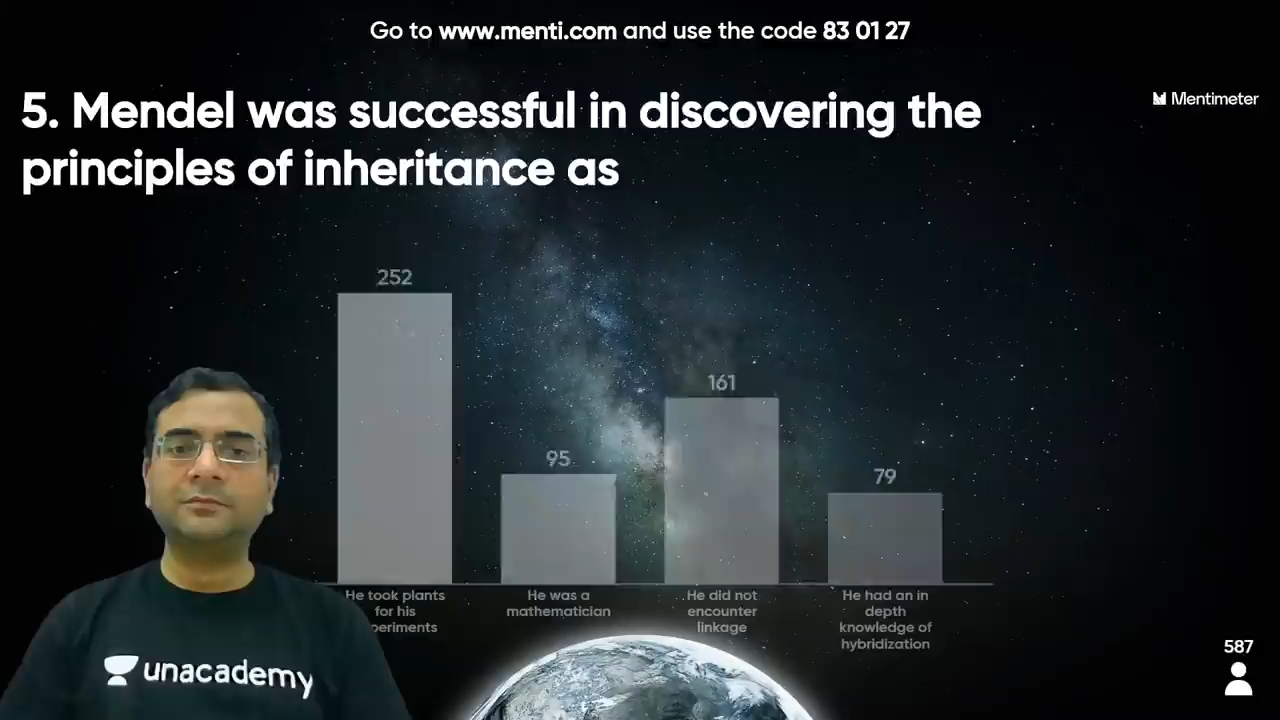 Go to www.menti.com and use the code 83 01 27
Mentimeter
5. Mendel was successful in discovering the
principles of inheritance as
252
95
161
79
He took plants
for his
periments
He was a
mathematician
He did not
encounter
linkage
He had an in
depth
knowledge of
hybridization
unacademy
587